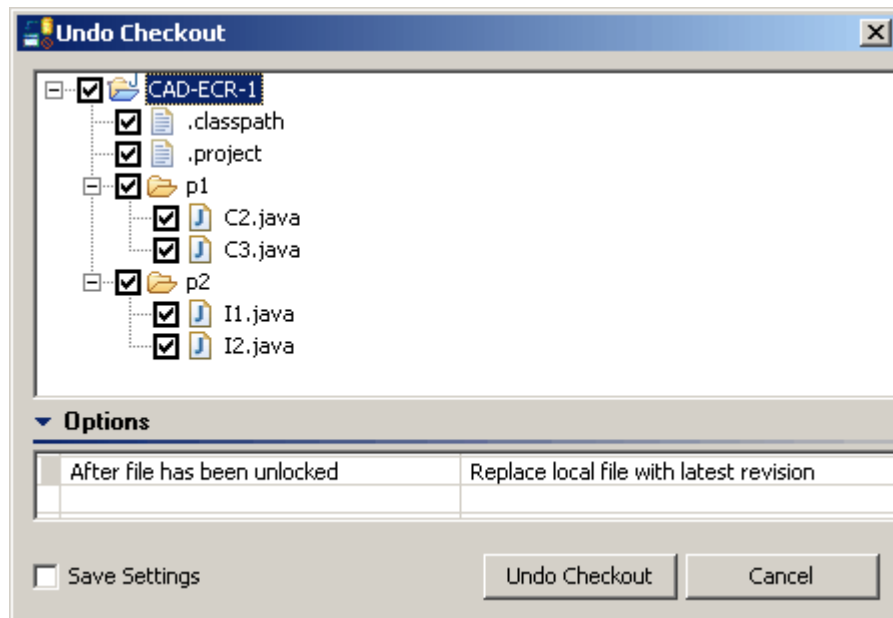 Undo Checkout
CAD-ECR-1
.classpath
.project
p1
C2.java
C3.java
p2
I1.java
I2.java
Options
After file has been unlocked Replace local file with latest revision
Save Settings Undo Checkout Cancel